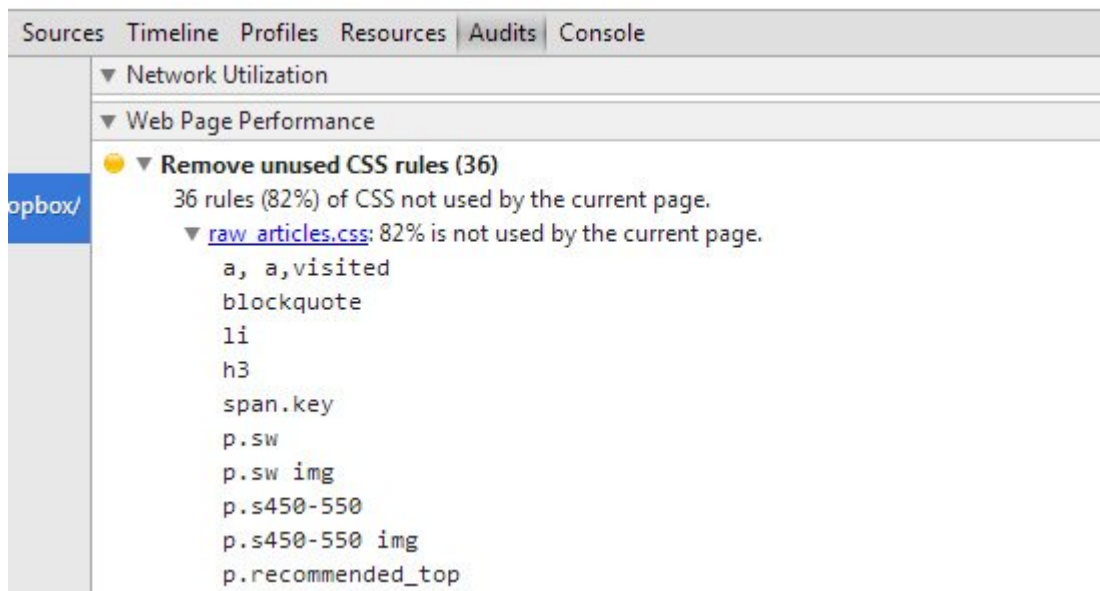 Sources Timeline Profiles Resources Audits Console
Network Utilization
Web Page Performance
Remove unused CSS rules (36)
36 rules (82%) of CSS not used by the current page.
opbox/
raw_articles.css: 82% is not used by the current page.
a, a,visited
blockquote
li
h3
span.key
p.sw
p.sw img
p.s450-550
p.s450-550 img
p.recommended_top